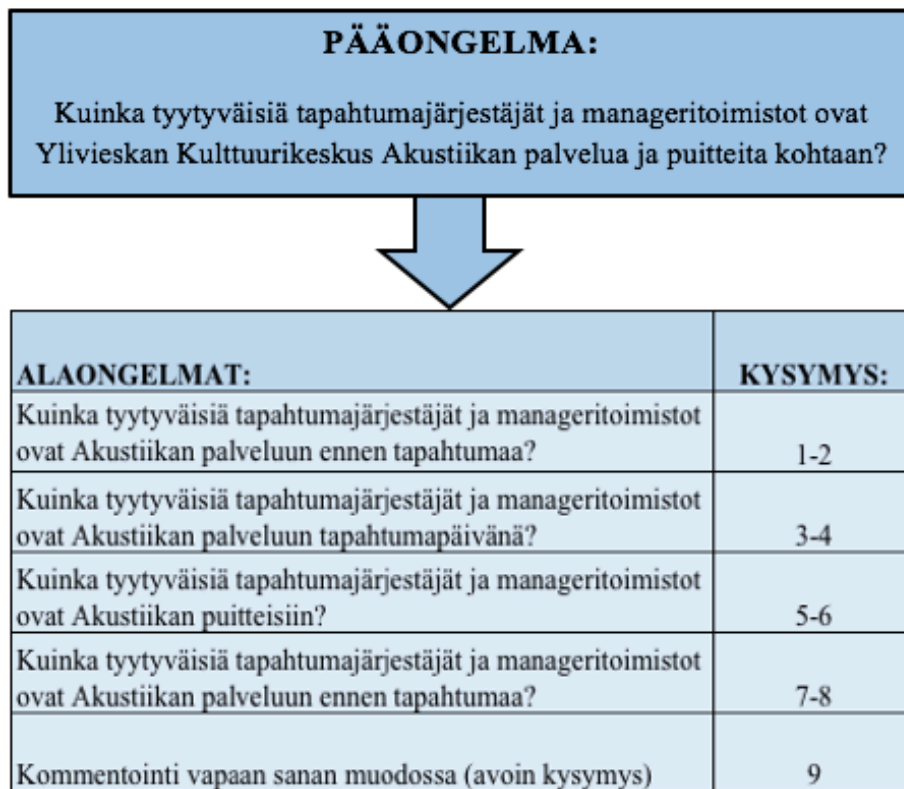 PÄÄONGELMA:
Kuinka tyytyväisiä tapahtumajärjestäjät ja manageritoimistot ovat
Ylivieskan Kulttuurikeskus Akustiikan palvelua ja puitteita kohtaan?
ALAONGELMAT: KYSYMYS:
Kuinka tyytyväisiä tapahtumajärjestäjät ja manageritoimistot
ovat Akustiikan palveluun ennen tapahtumaa? 1-2
Kuinka tyytyväisiä tapahtumajärjestäjät ja manageritoimistot
ovat Akustiikan palveluun tapahtumapäivänä? 3-4
Kuinka tyytyväisiä tapahtumajärjestäjät ja manageritoimistot
ovat Akustiikan puitteisiin? 5-6
Kuinka tyytyväisiä tapahtumajärjestäjät ja manageritoimistot
ovat Akustiikan palveluun ennen tapahtumaa? 7-8
Kommentointi vapaan sanan muodossa (avoin kysymys) 9